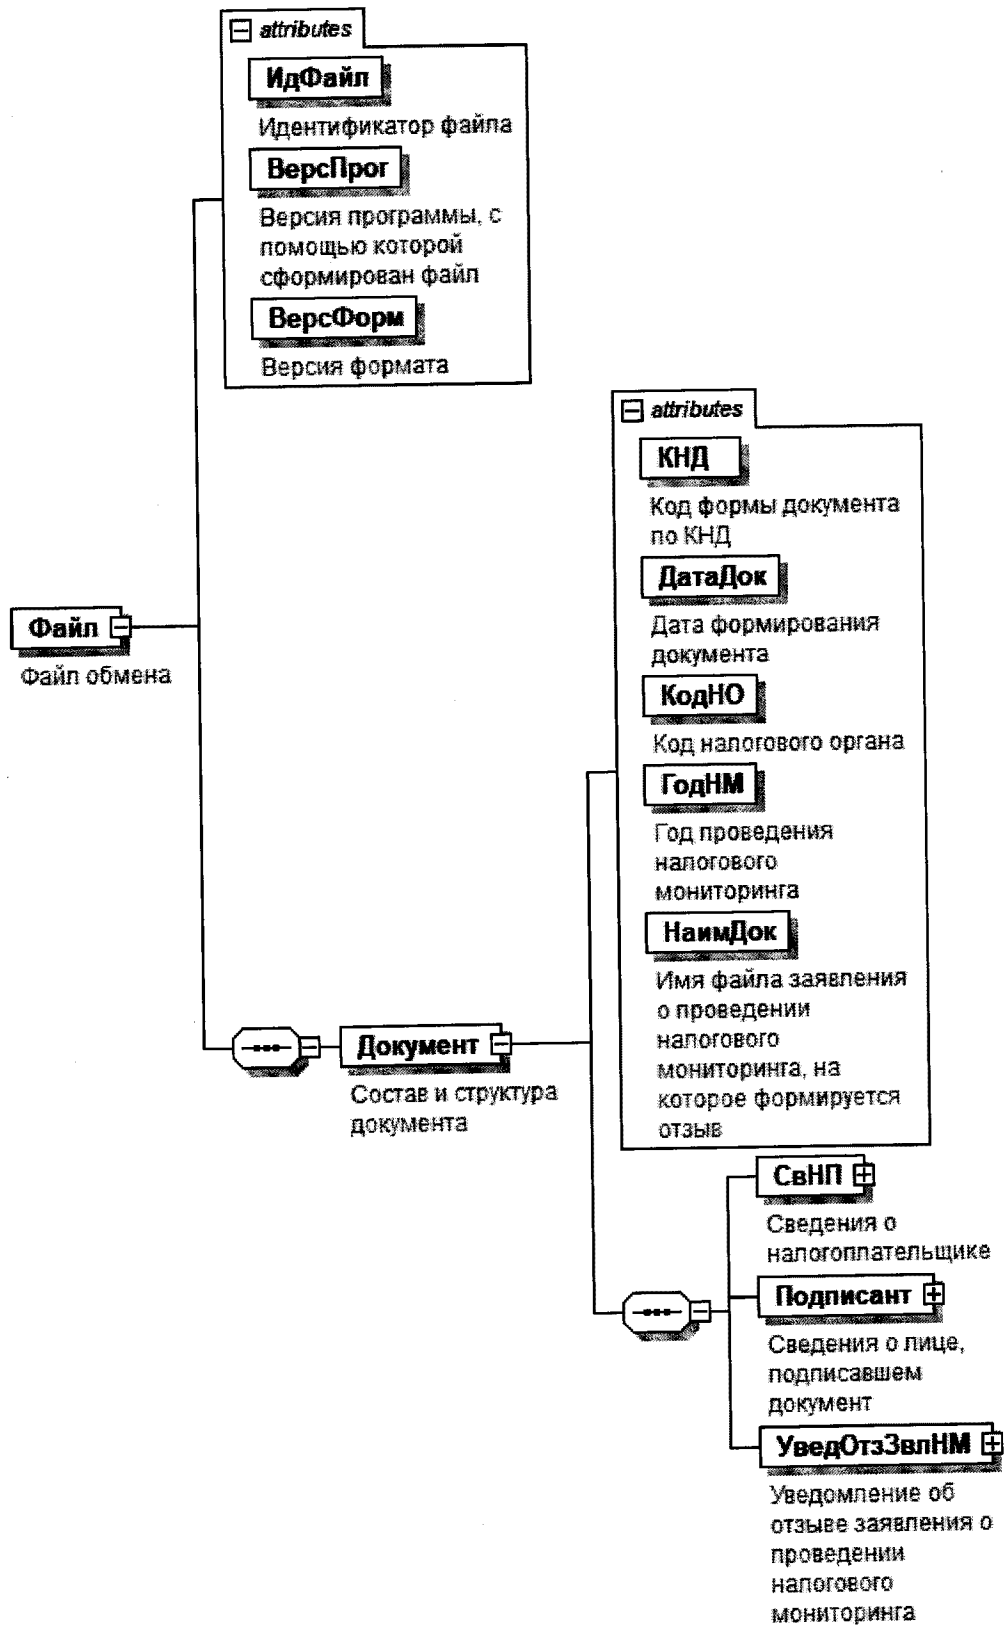 attributes
ИдФайл
Идентификатор файла
ВерсПрог
Версия программы, с
помощью которой
сформирован файл
ВерсФорм
Версия формата
Файл
Файл обмена
attributes
КНД
Код формы документа
по КНД
ДатаДок
Дата формирования
документа
КодНО
Код налогового органа
ГодНМ
Год проведения
налогового
мониторинга
НаимДок
Имя файла заявления
о проведении
налогового
мониторинга, на
которое формируется
отзыв
Документ
Состав и структура
документа
СвНП
Сведения о
налогоплательщике
Подписант
Сведения о лице,
подписавшем
документ
УведОтзЗвлНМ
Уведомление об
отзыве заявления о
проведении
налогового
мониторинга